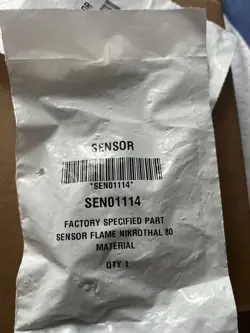 SENSOR
*SEN01114*
SEN01114
FACTORY SPECIFIED PART
SENSOR FLAME NIKROTHAL 80
MATERIAL
QTY 1